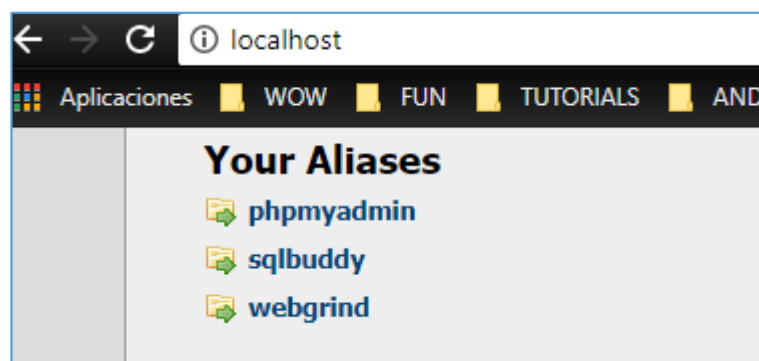 localhost
Aplicaciones WOW FUN TUTORIALS AND
Your Aliases
phpmyadmin
sqlbuddy
webgrind